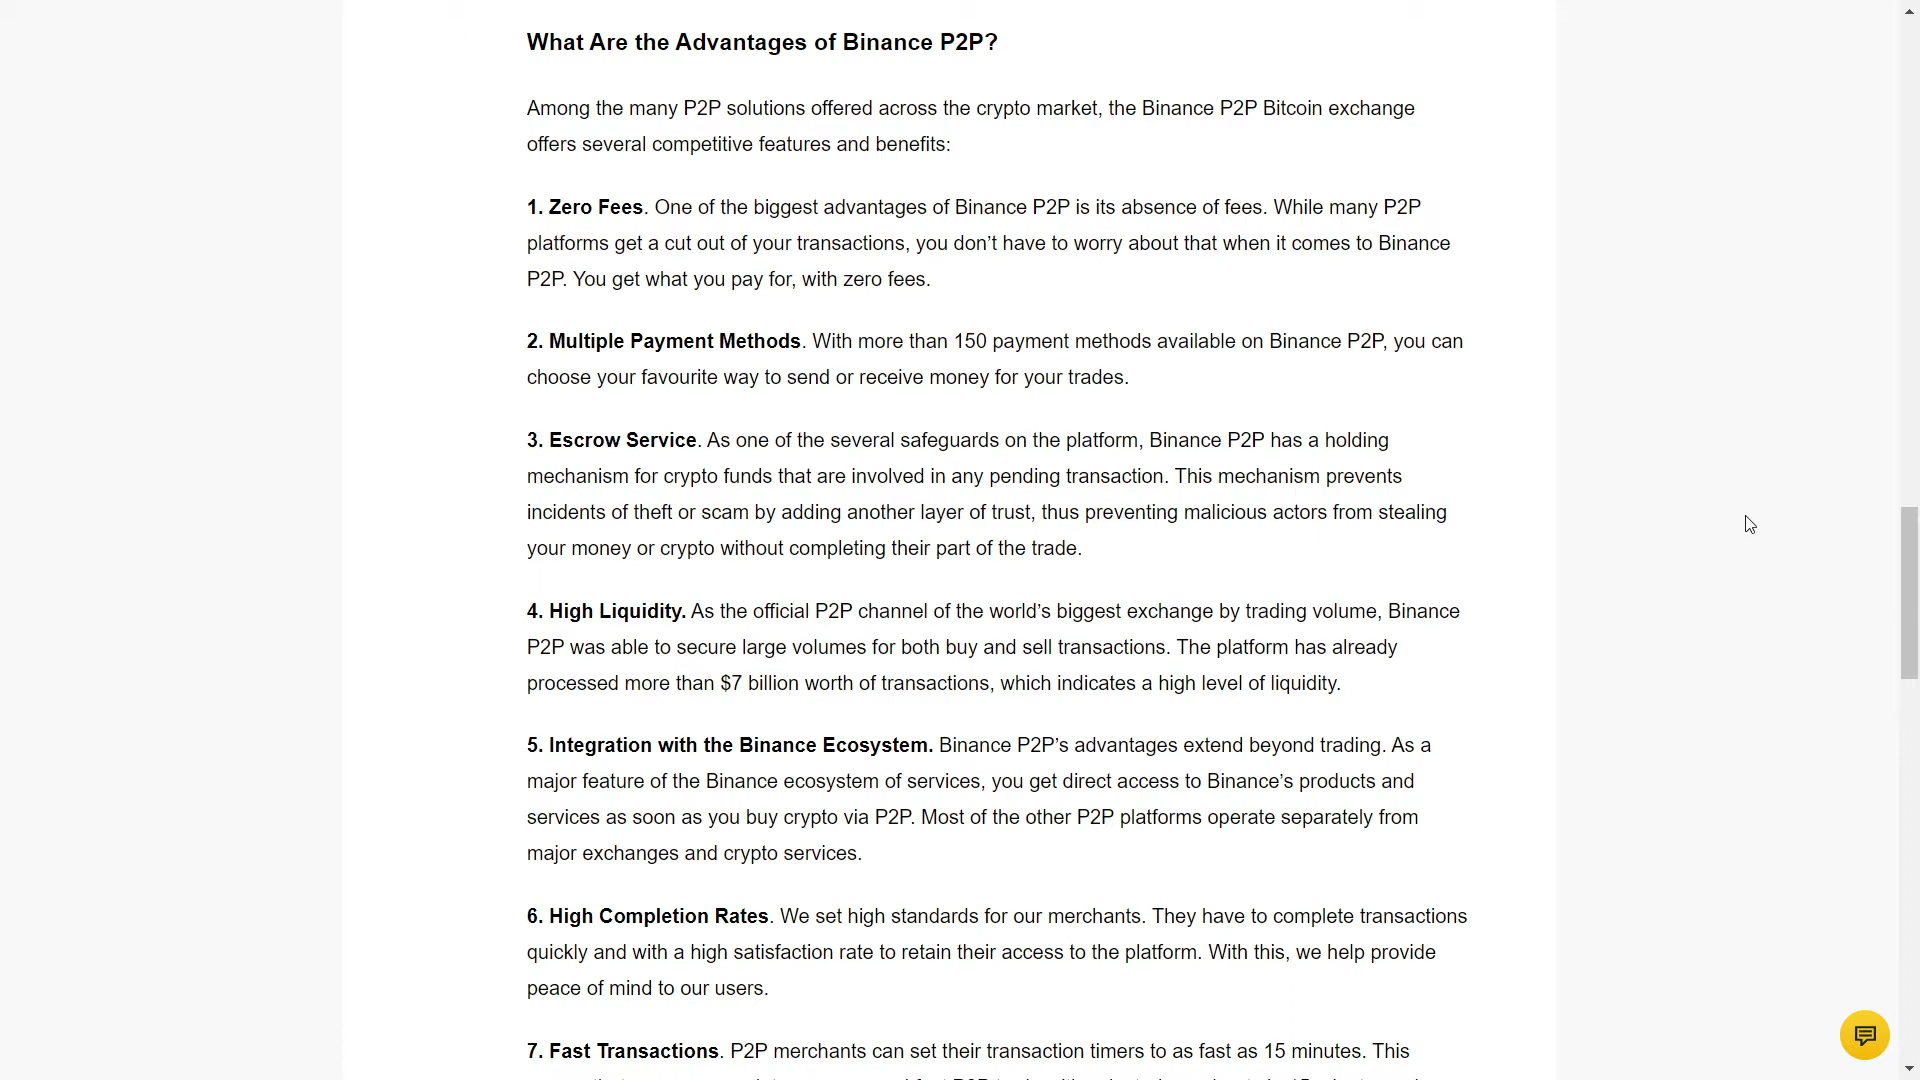 What Are the Advantages of Binance P2P?
Among the many P2P solutions offered across the crypto market, the Binance P2P Bitcoin exchange
offers several competitive features and benefits:
1. Zero Fees. One of the biggest advantages of Binance P2P is its absence of fees. While many P2P
platforms get a cut out of your transactions, you don’t have to worry about that when it comes to Binance
P2P. You get what you pay for, with zero fees.
2. Multiple Payment Methods. With more than 150 payment methods available on Binance P2P, you can
choose your favourite way to send or receive money for your trades.
3. Escrow Service. As one of the several safeguards on the platform, Binance P2P has a holding
mechanism for crypto funds that are involved in any pending transaction. This mechanism prevents
incidents of theft or scam by adding another layer of trust, thus preventing malicious actors from stealing
your money or crypto without completing their part of the trade.
4. High Liquidity. As the official P2P channel of the world’s biggest exchange by trading volume, Binance
P2P was able to secure large volumes for both buy and sell transactions. The platform has already
processed more than $7 billion worth of transactions, which indicates a high level of liquidity.
5. Integration with the Binance Ecosystem. Binance P2P’s advantages extend beyond trading. As a
major feature of the Binance ecosystem of services, you get direct access to Binance’s products and
services as soon as you buy crypto via P2P. Most of the other P2P platforms operate separately from
major exchanges and crypto services.
6. High Completion Rates. We set high standards for our merchants. They have to complete transactions
quickly and with a high satisfaction rate to retain their access to the platform. With this, we help provide
peace of mind to our users.
7. Fast Transactions. P2P merchants can set their transaction timers to as fast as 15 minutes. This